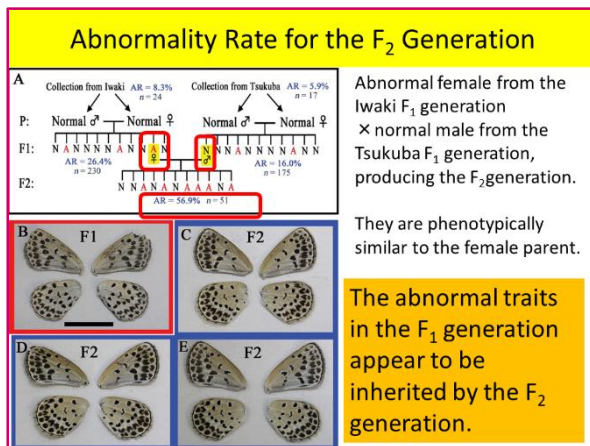 Abnormality Rate for the F2 Generation
A
Collection from Iwaki AR = 8.3%
n = 24
Collection from Tsukuba AR = 5.9%
n = 17
P: Normal ♂ Normal ♀ Normal ♂ Normal ♀
F1: N A N N N N A N N A N N N N N A N N N A N
♀ ♂
AR = 26.4%
n = 230
AR = 16.0%
n = 175
F2: N N A N A N A A A N A
AR = 56.9% n = 51
B F1
C F2
D F2
E F2
Abnormal female from the
Iwaki F1 generation
×normal male from the
Tsukuba F1 generation,
producing the F2generation.
They are phenotypically
similar to the female parent.
The abnormal traits
in the F1 generation
appear to be
inherited by the F2
generation.